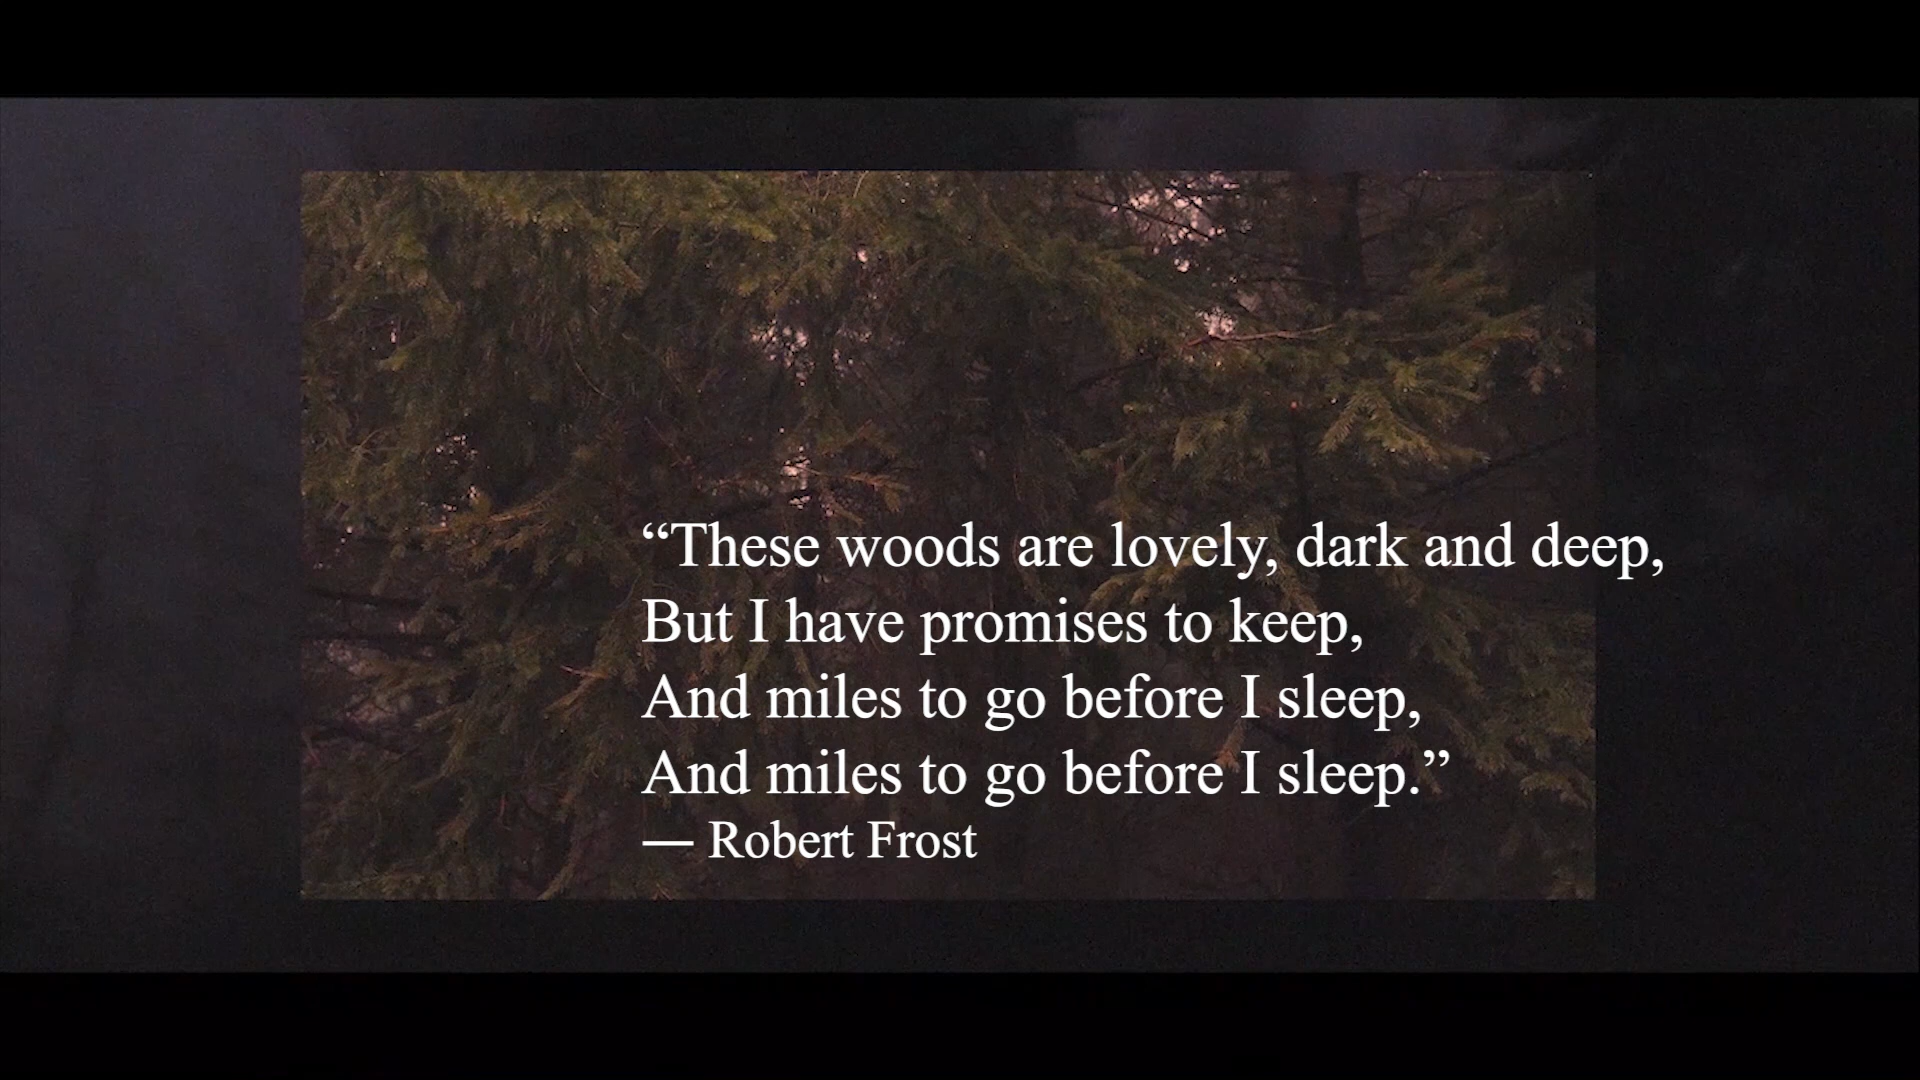 “These woods are lovely, dark and deep,
But I have promises to keep,
And miles to go before I sleep,
And miles to go before I sleep.”
— Robert Frost